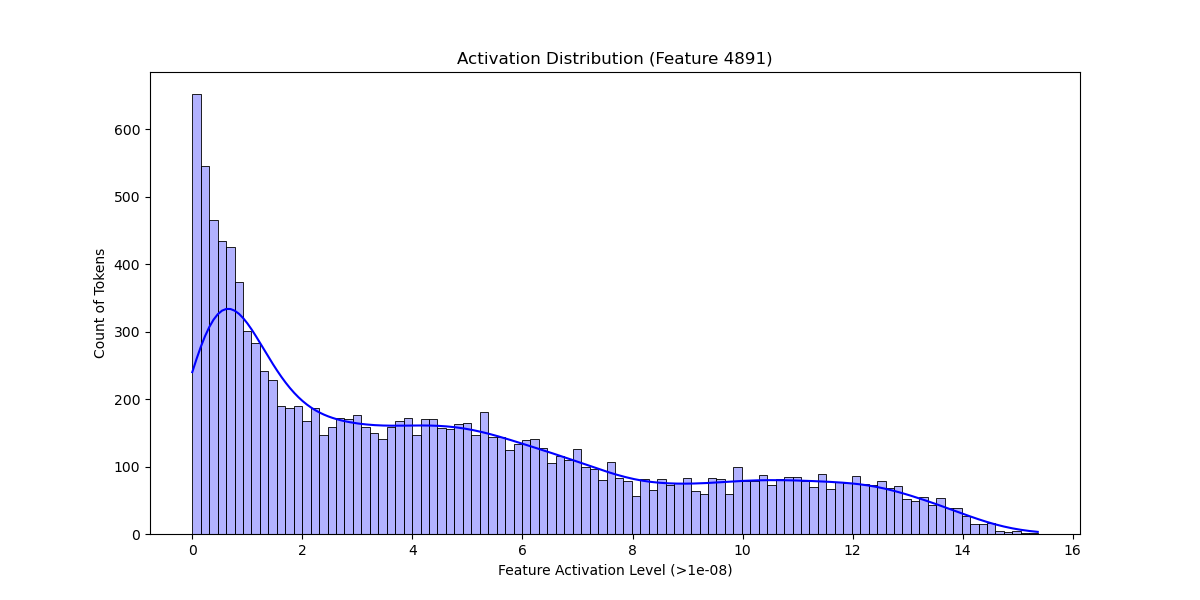 Activation Distribution (Feature 4891)
Count of Tokens
600
500
400
300
200
100
0
0 2 4 6 8 10 12 14 16
Feature Activation Level (>1e-08)